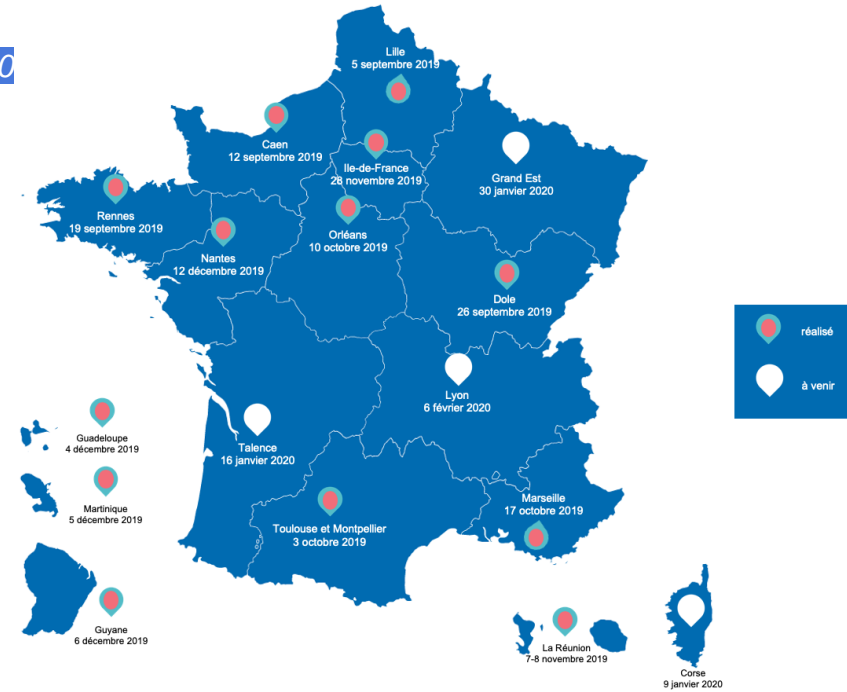 0
Lille
5 septembre 2019
Caen
12 septembre 2019
Ile-de-France
28 novembre 2019
Grand Est
30 janvier 2020
Rennes
19 septembre 2019
Orléans
10 octobre 2019
Nantes
12 décembre 2019
Dole
26 septembre 2019
réalisé
à venir
Lyon
6 février 2020
Guadeloupe
4 décembre 2019
Talence
16 janvier 2020
Martinique
5 décembre 2019
Marseille
17 octobre 2019
Toulouse et Montpellier
3 octobre 2019
Guyane
6 décembre 2019
La Réunion
7-8 novembre 2019
Corse
9 janvier 2020